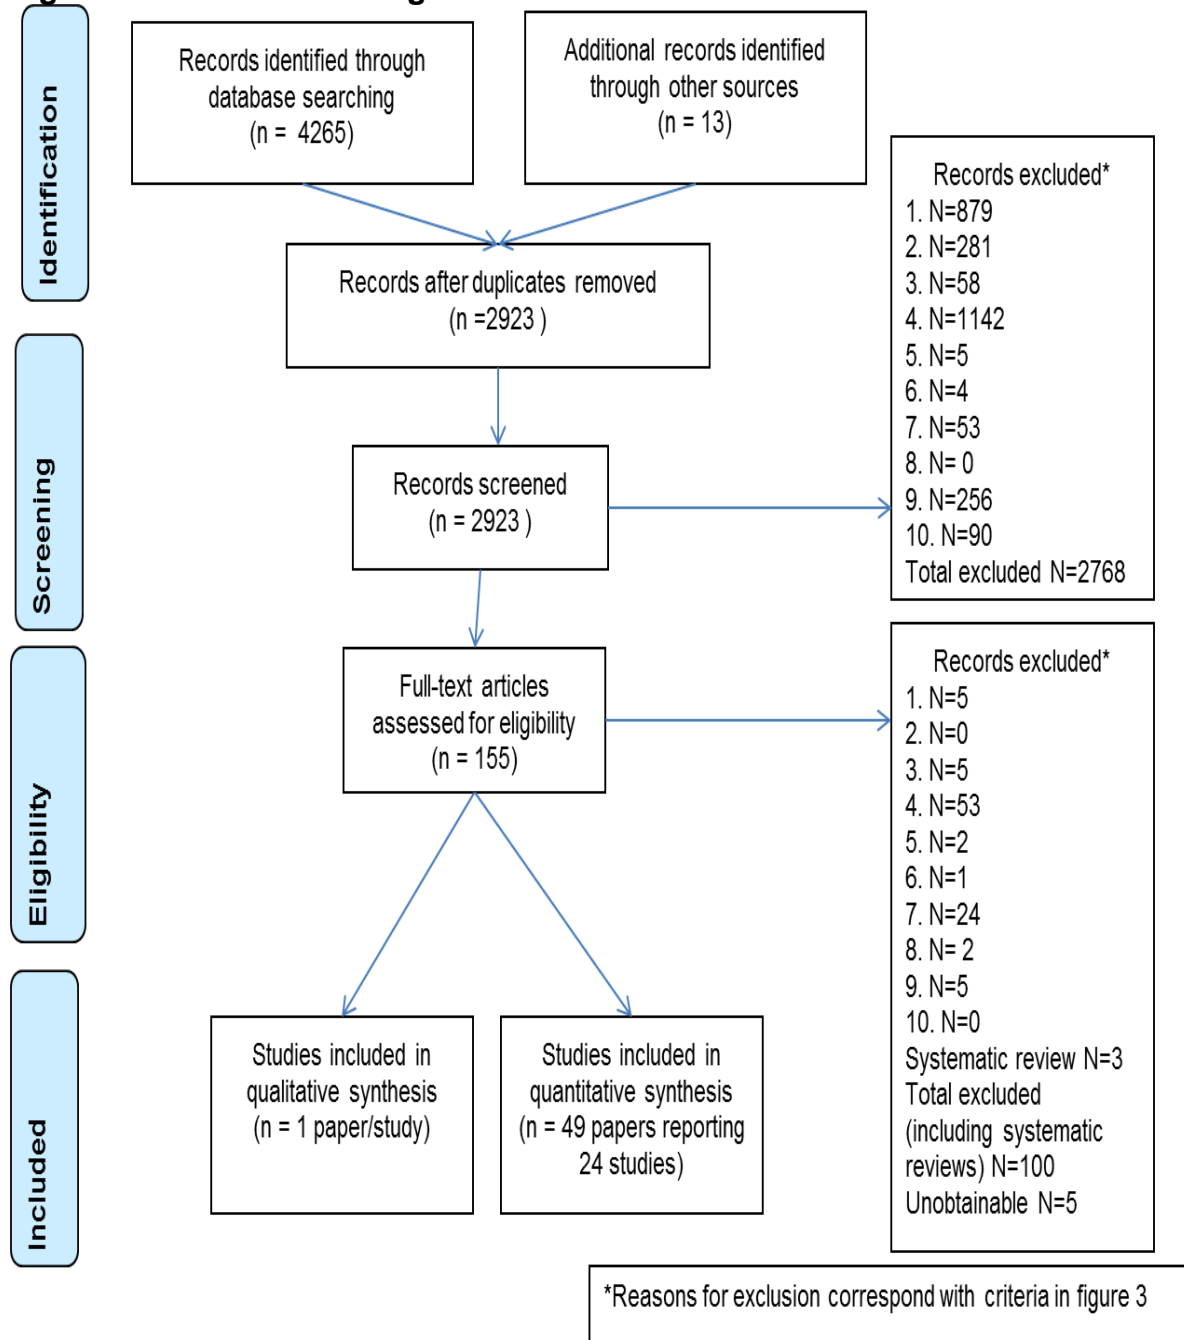 Identification
Records identified through
database searching
(n = 4265)
Additional records identified
through other sources
(n = 13)
Records after duplicates removed
(n =2923 )
Records excluded*
1. N=879
2. N=281
3. N=58
4. N=1142
5. N=5
6. N=4
7. N=53
8. N= 0
9. N=256
10. N=90
Total excluded N=2768
Screening
Records screened
(n = 2923 )
Eligibility
Full-text articles
assessed for eligibility
(n = 155)
Records excluded*
1. N=5
2. N=0
3. N=5
4. N=53
5. N=2
6. N=1
7. N=24
8. N= 2
9. N=5
10. N=0
Systematic review N=3
Total excluded
(including systematic
reviews) N=100
Unobtainable N=5
Included
Studies included in
qualitative synthesis
(n = 1 paper/study)
Studies included in
quantitative synthesis
(n = 49 papers reporting
24 studies)
*Reasons for exclusion correspond with criteria in figure 3